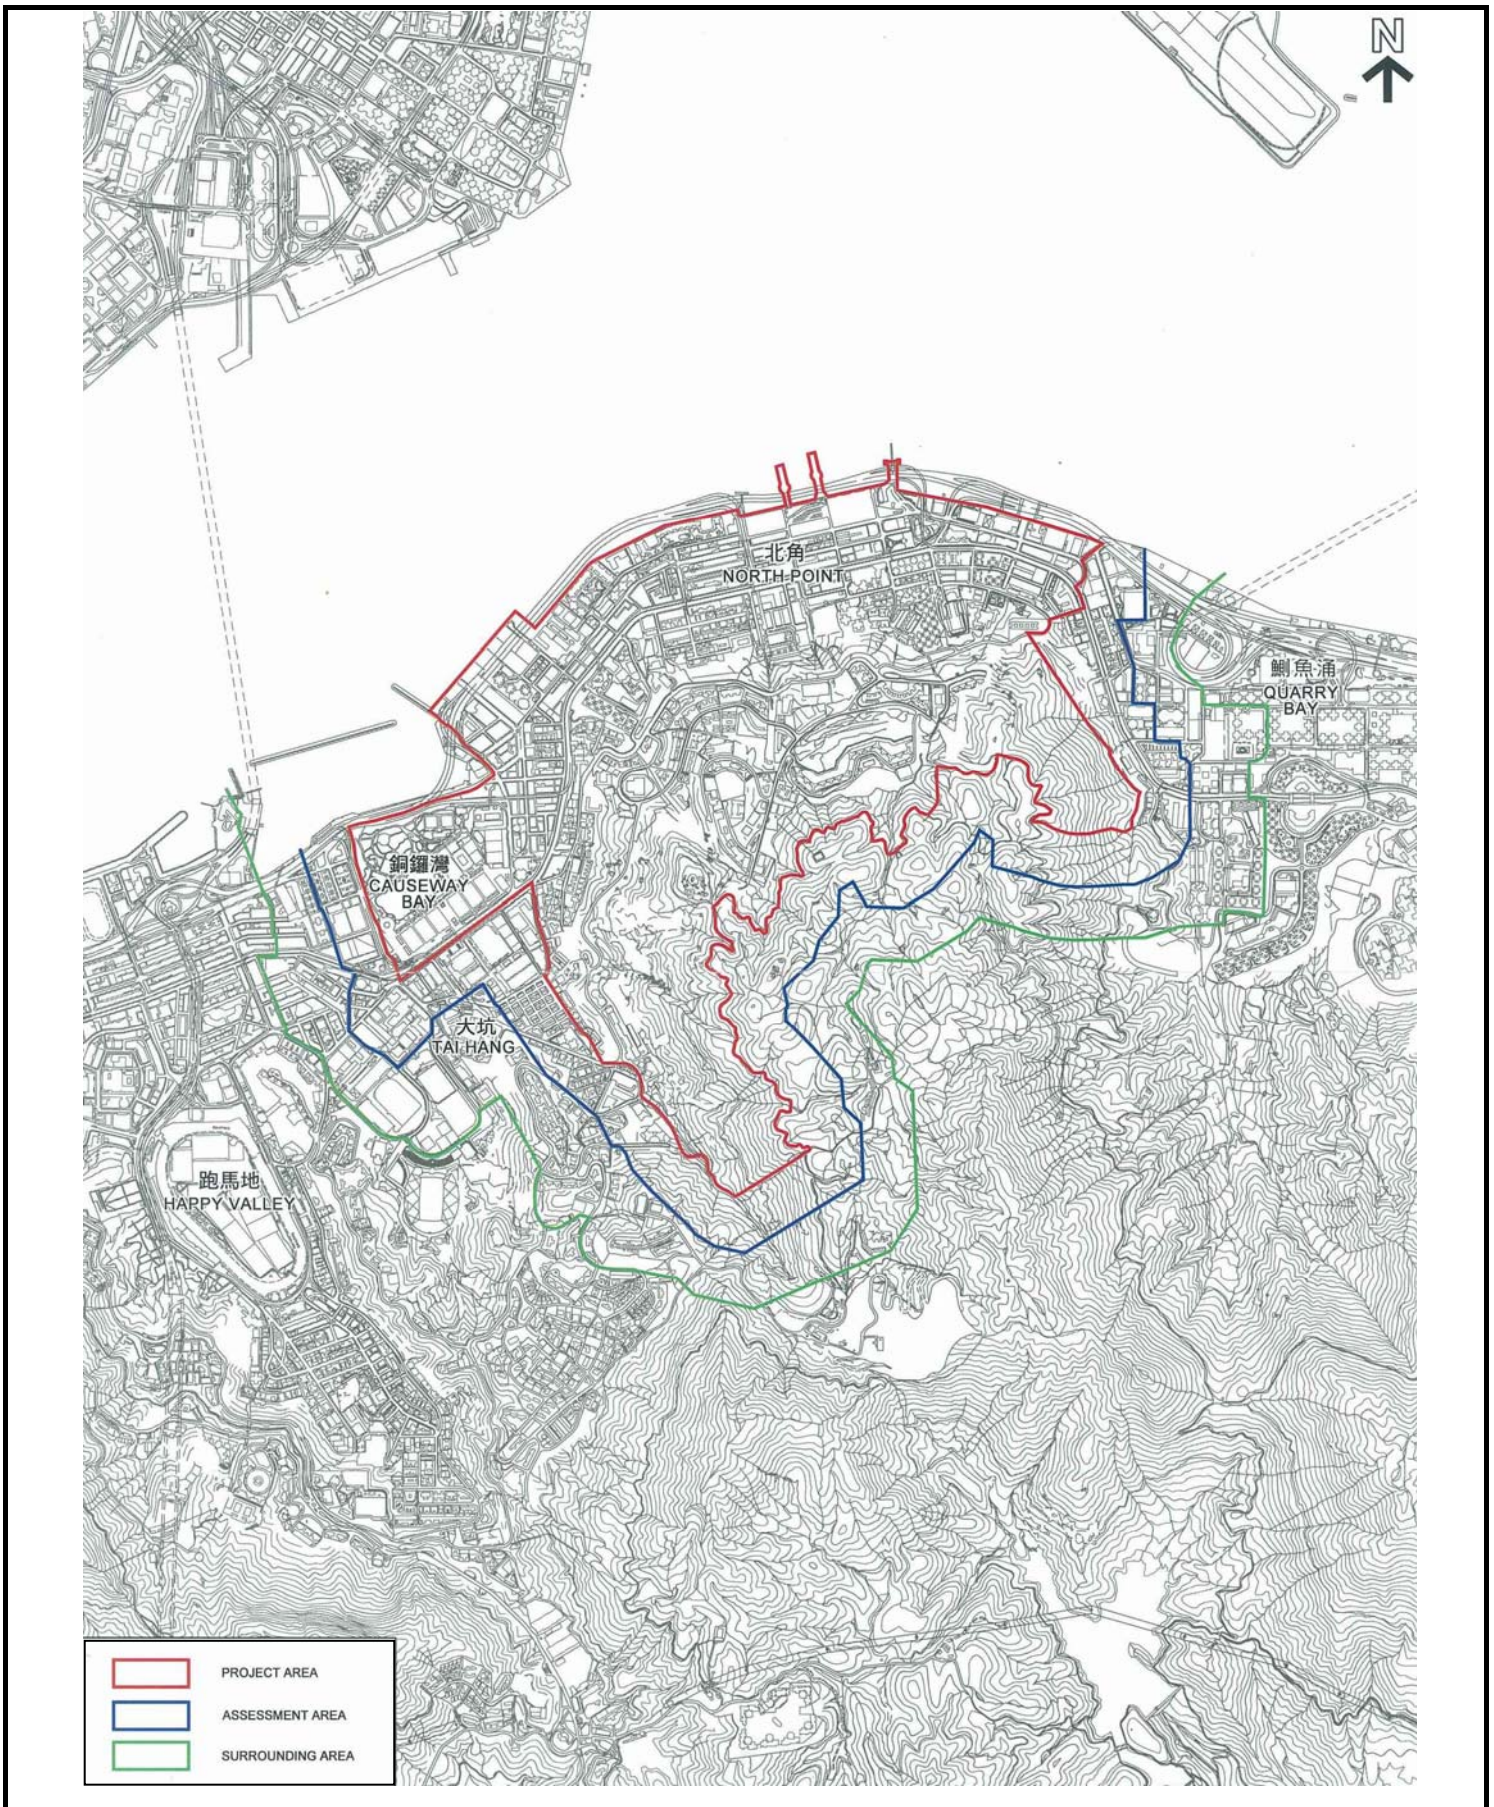 N
北角
NORTH POINT
鰂魚涌
QUARRY
BAY
銅鑼灣
CAUSEWAY
BAY
大坑
TAI HANG
跑馬地
HAPPY VALLEY
PROJECT AREA
ASSESSMENT AREA
SURROUNDING AREA